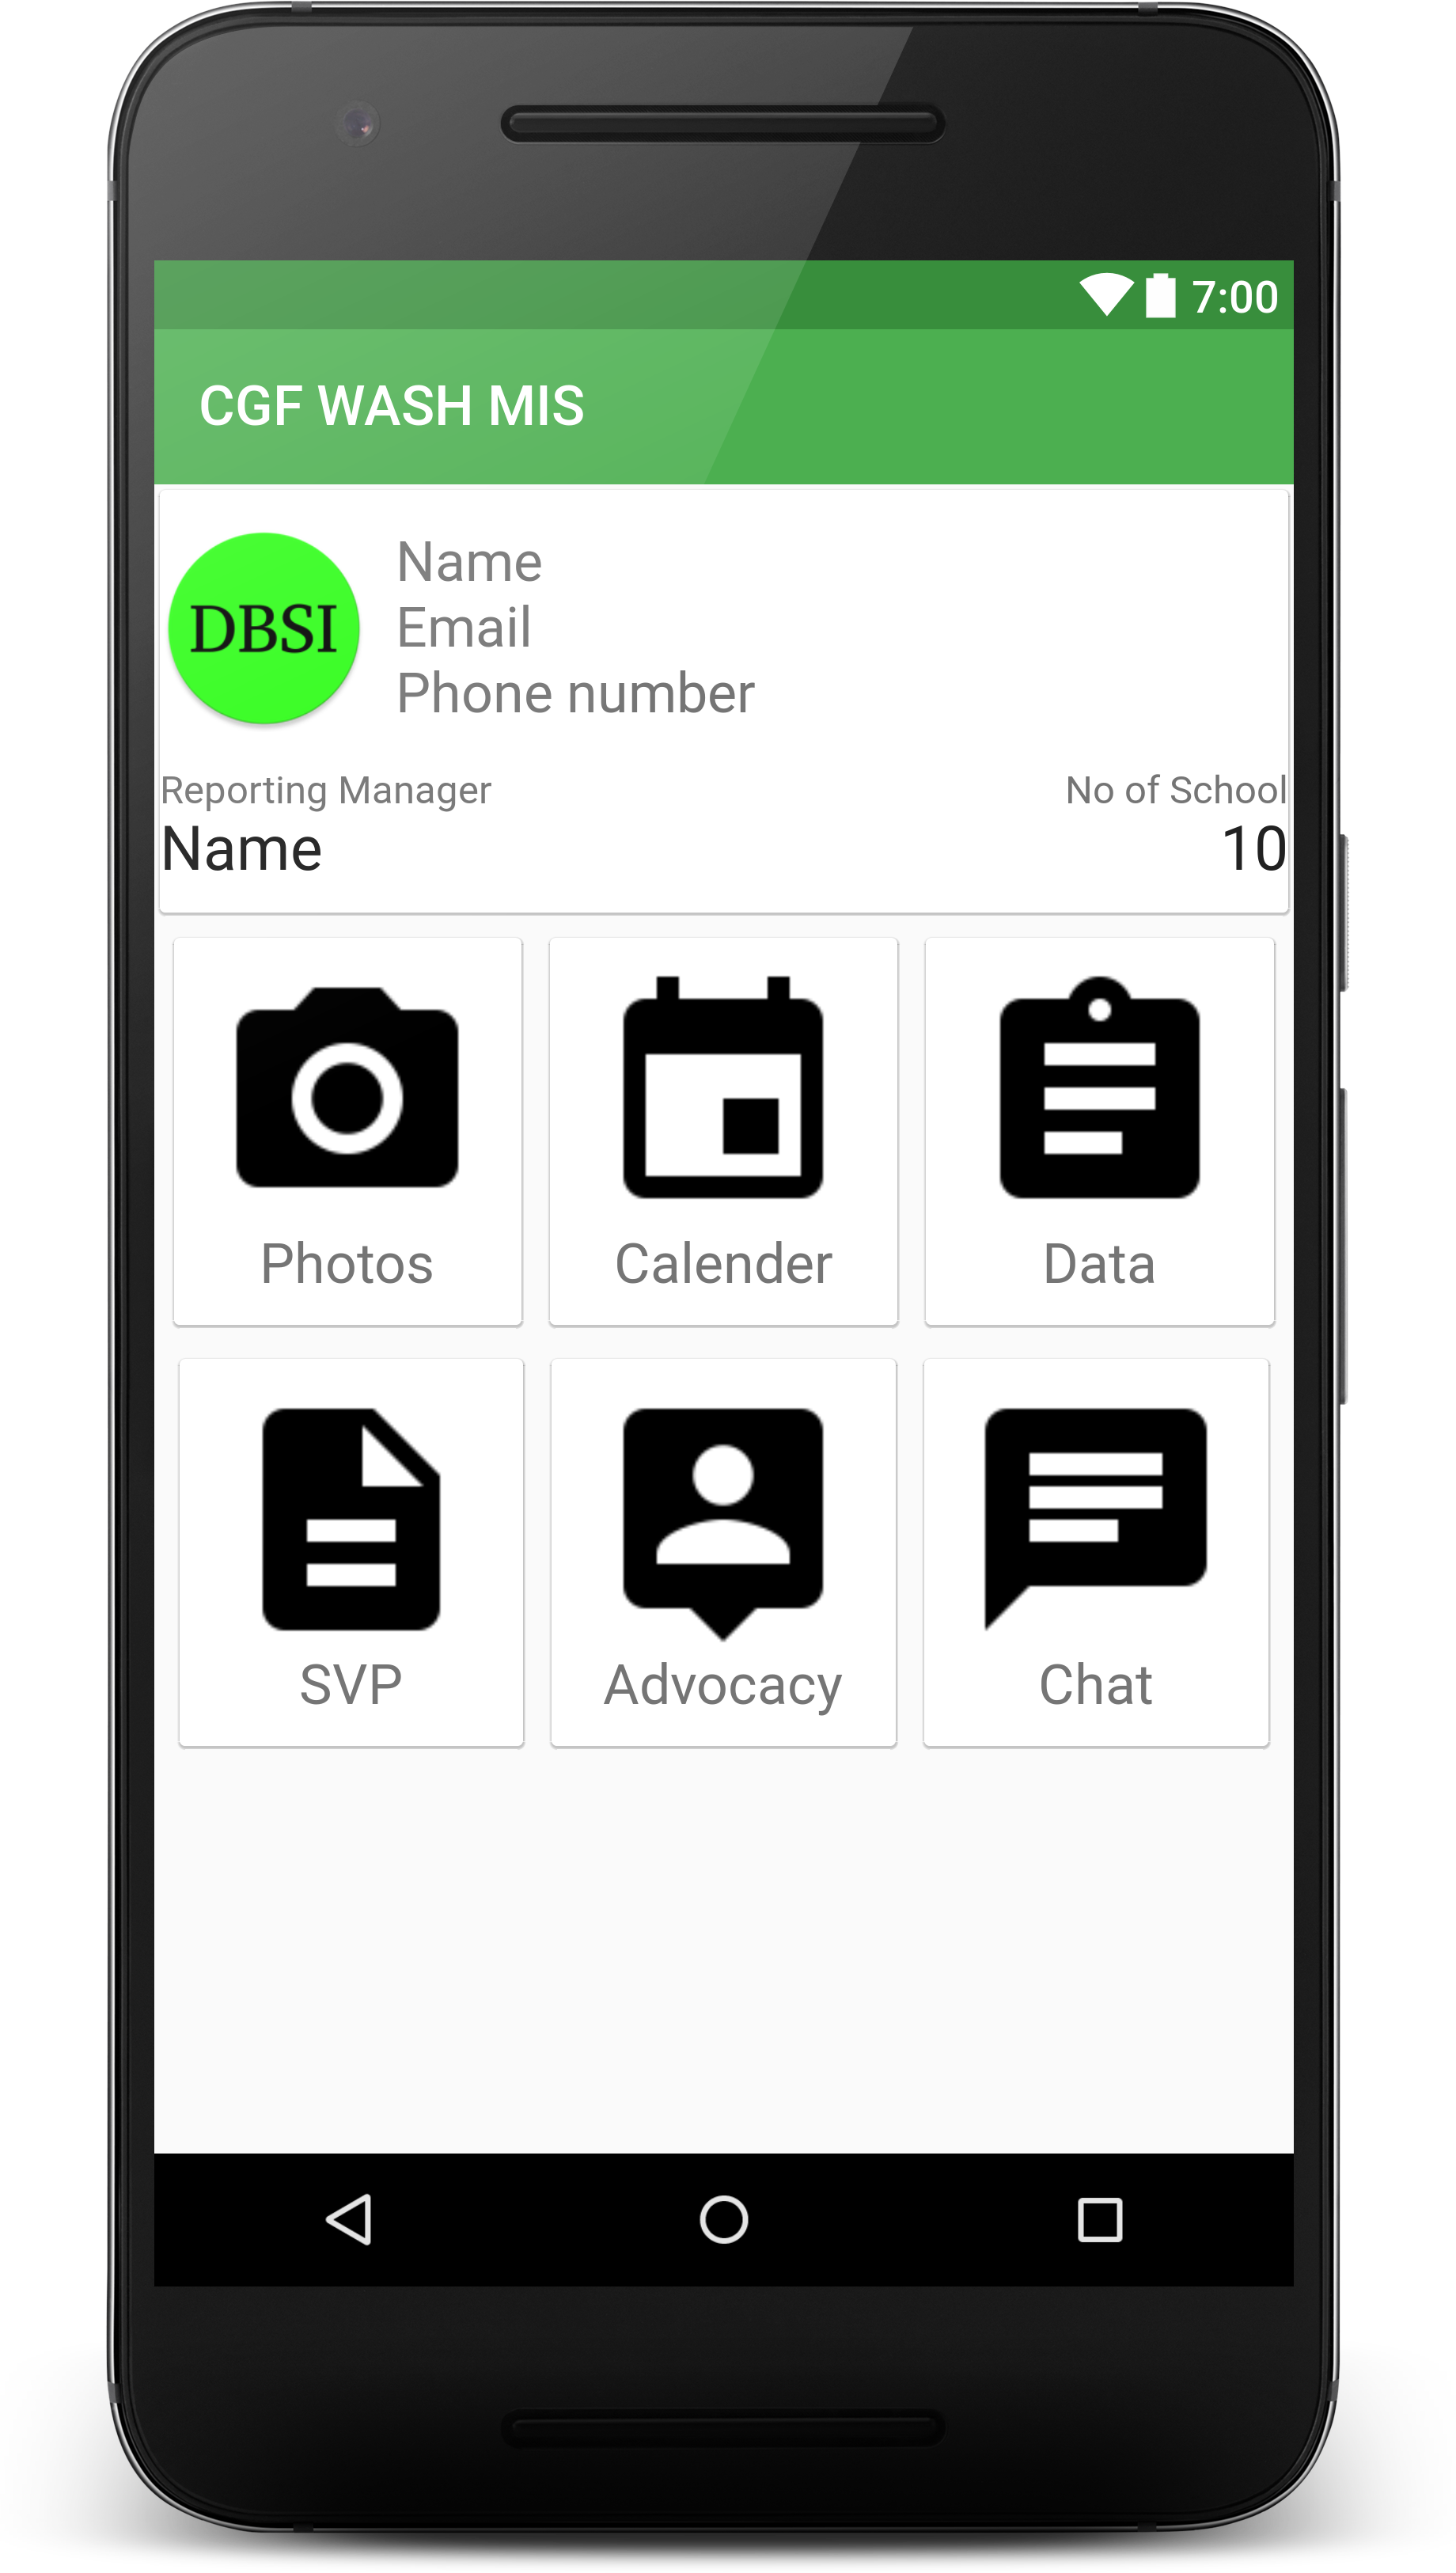 7:00
CGF WASH MIS
DBSI
Name
Email
Phone number
Reporting Manager
No of School
Name
10
Photos
Calender
Data
SVP
Advocacy
Chat